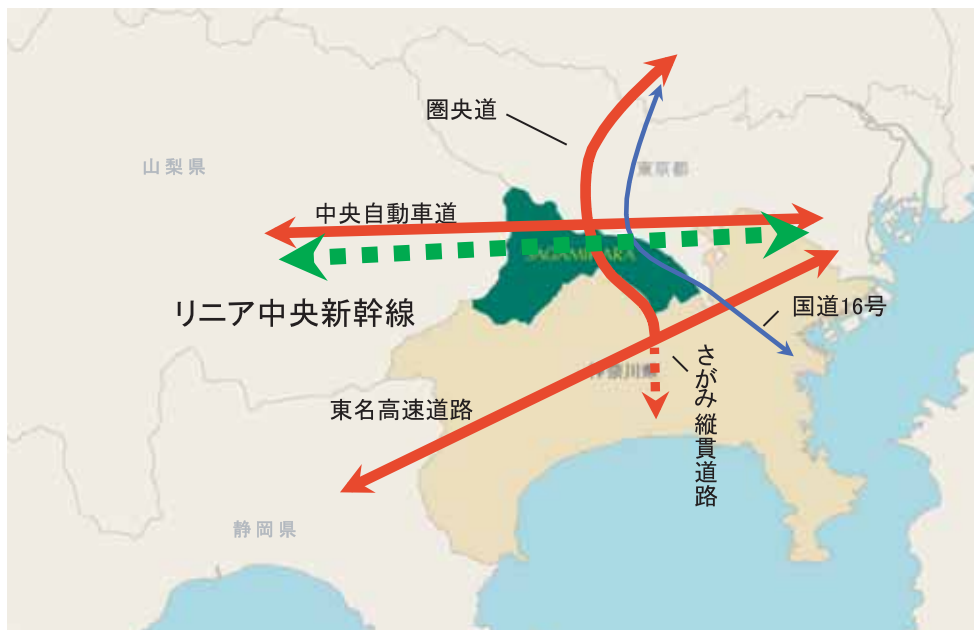 圏央道
山梨県
東京都
中央自動車道
SAGAMIHARA
リニア中央新幹線
国道16号
さがみ縦貫道路
神奈川県
東名高速道路
静岡県